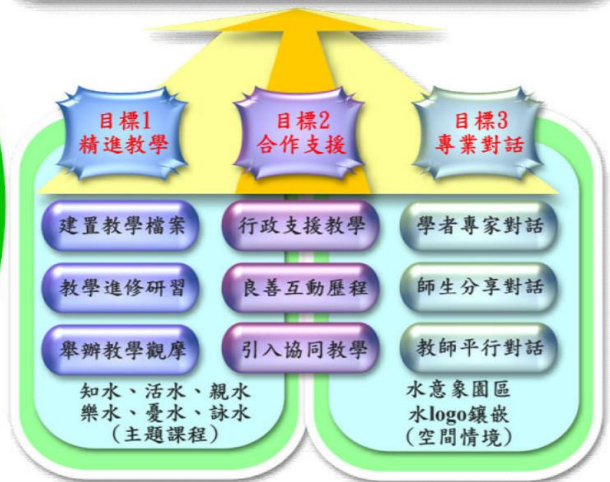 目標1
精進教學
目標2
合作支援
目標3
專業對話
建置教學檔案
行政支援教學
學者專家對話
教學進修研習
良善互動歷程
師生分享對話
舉辦教學觀摩
引入協同教學
教師平行對話
知水、活水、親水
樂水、憂水、詠水
(主題課程)
水意象園區
水logo鑲嵌
(空間情境)